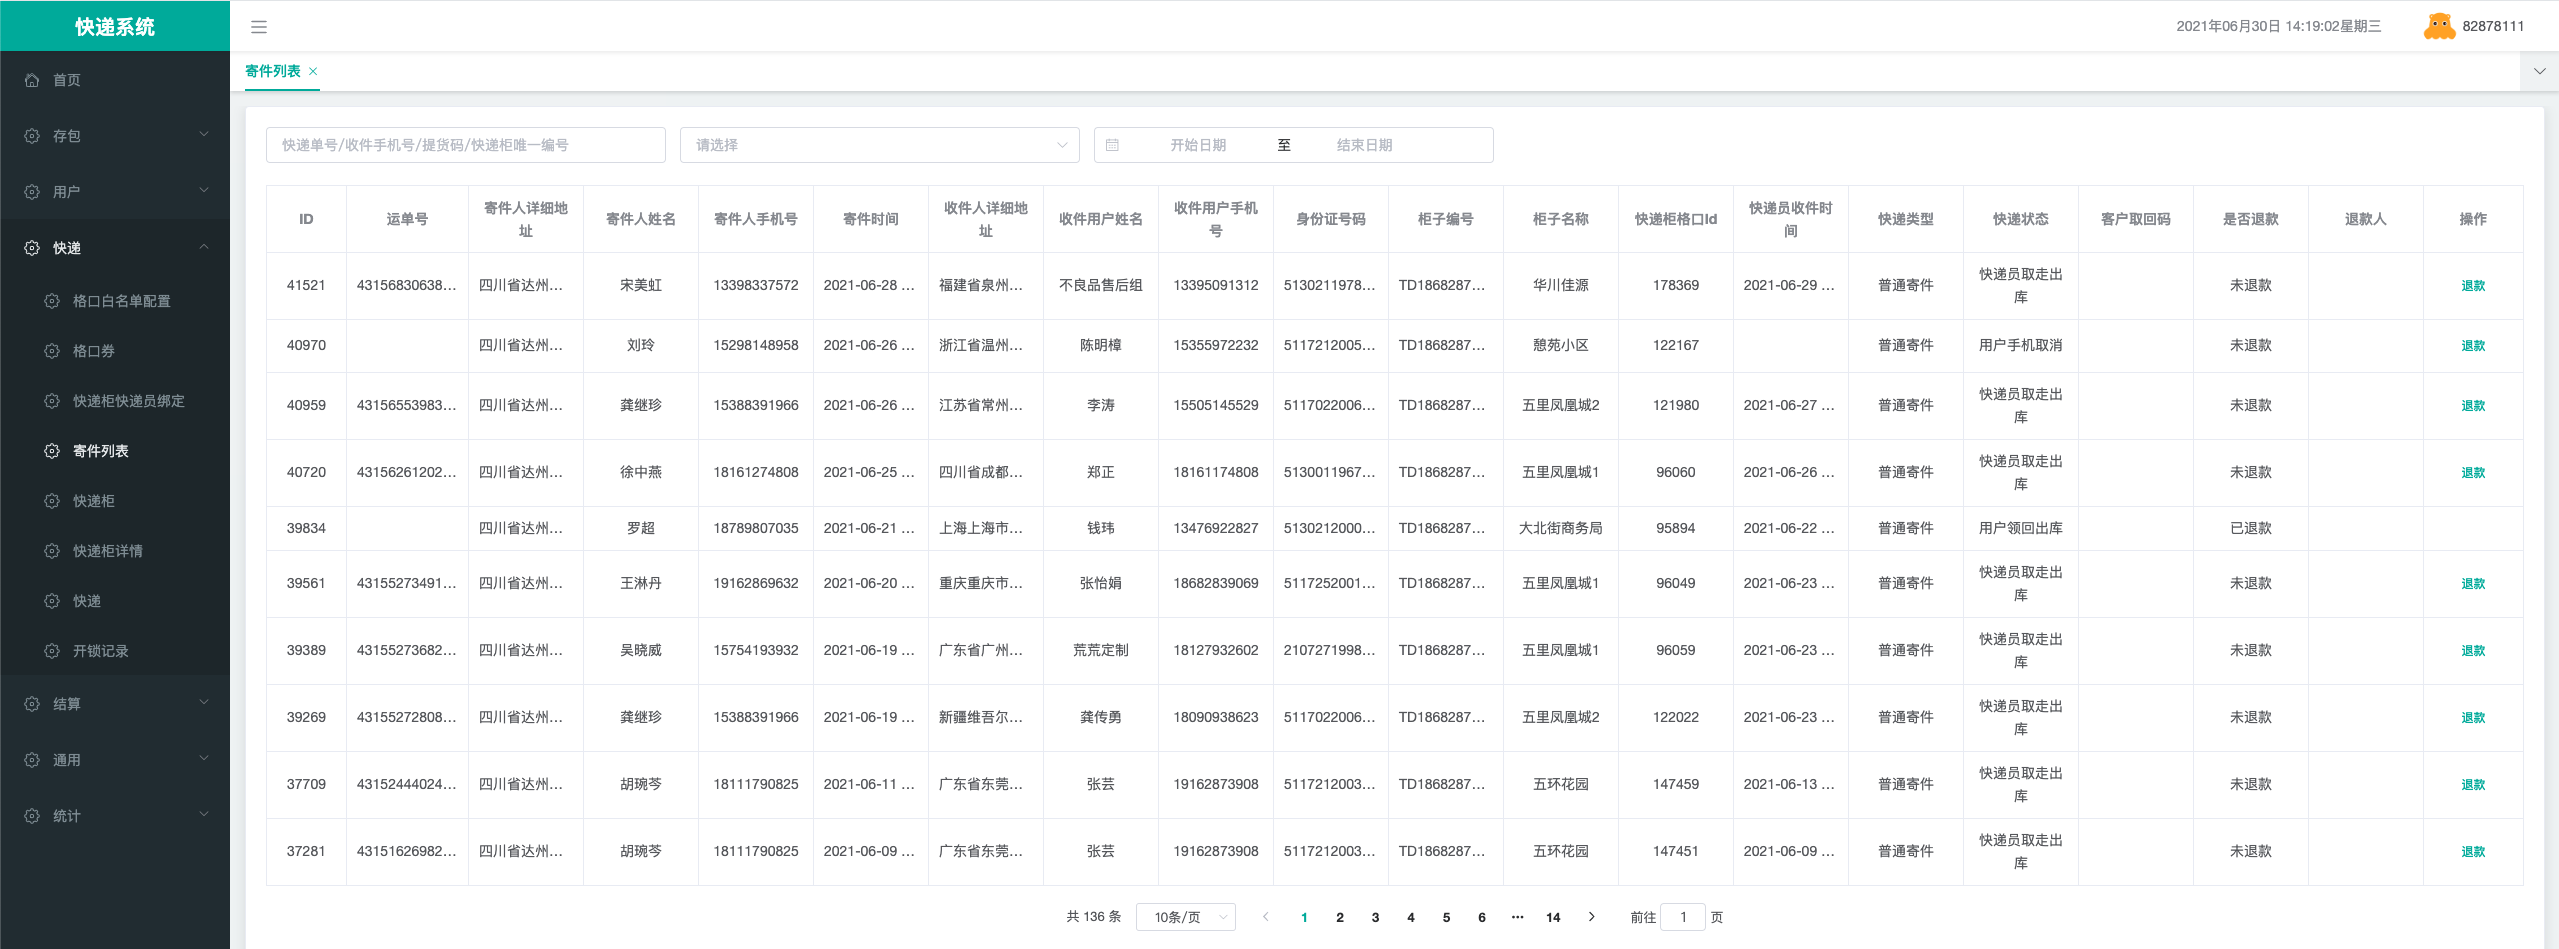 快递系统
2021年06月30日 14:19:02星期三 82878111
首页
存包
用户
快递
格口白名单配置
格口券
快递柜快递员绑定
寄件列表
快递柜
快递柜详情
快递
开锁记录
结算
通用
统计
寄件列表
快递单号/收件手机号/提货码/快递柜唯一编号 请选择 开始日期 至 结束日期
ID 运单号 寄件人详细地址 寄件人姓名 寄件人手机号 寄件时间 收件人详细地址 收件用户姓名 收件用户手机号 身份证号码 柜子编号 柜子名称 快递柜格口Id 快递员收件时间 快递类型 快递状态 客户取回码 是否退款 退款人 操作
41521 43156830638... 四川省达州... 宋美虹 13398337572 2021-06-28 ... 福建省泉州... 不良品售后组 13395091312 5130211978... TD1868287... 华川佳源 178369 2021-06-29 ... 普通寄件 快递员取走出库 未退款 退款
40970 四川省达州... 刘玲 15298148958 2021-06-26 ... 浙江省温州... 陈明樟 15355972232 5117212005... TD1868287... 憩苑小区 122167 普通寄件 用户手机取消 未退款 退款
40959 43156553983... 四川省达州... 龚继珍 15388391966 2021-06-26 ... 江苏省常州... 李涛 15505145529 5117022006... TD1868287... 五里凤凰城2 121980 2021-06-27 ... 普通寄件 快递员取走出库 未退款 退款
40720 43156261202... 四川省达州... 徐中燕 18161274808 2021-06-25 ... 四川省成都... 郑正 18161174808 5130011967... TD1868287... 五里凤凰城1 96060 2021-06-26 ... 普通寄件 快递员取走出库 未退款 退款
39834 四川省达州... 罗超 18789807035 2021-06-21 ... 上海上海市... 钱玮 13476922827 5130212000... TD1868287... 大北街商务局 95894 2021-06-22 ... 普通寄件 用户领回出库 已退款
39561 43155273491... 四川省达州... 王淋丹 19162869632 2021-06-20 ... 重庆重庆市... 张怡娟 18682839069 5117252001... TD1868287... 五里凤凰城1 96049 2021-06-23 ... 普通寄件 快递员取走出库 未退款 退款
39389 43155273682... 四川省达州... 吴晓威 15754193932 2021-06-19 ... 广东省广州... 荒荒定制 18127932602 2107271998... TD1868287... 五里凤凰城1 96059 2021-06-23 ... 普通寄件 快递员取走出库 未退款 退款
39269 43155272808... 四川省达州... 龚继珍 15388391966 2021-06-19 ... 新疆维吾尔... 龚传勇 18090938623 5117022006... TD1868287... 五里凤凰城2 122022 2021-06-23 ... 普通寄件 快递员取走出库 未退款 退款
37709 43152444024... 四川省达州... 胡琬芩 18111790825 2021-06-11 ... 广东省东莞... 张芸 19162873908 5117212003... TD1868287... 五环花园 147459 2021-06-13 ... 普通寄件 快递员取走出库 未退款 退款
37281 43151626982... 四川省达州... 胡琬芩 18111790825 2021-06-09 ... 广东省东莞... 张芸 19162873908 5117212003... TD1868287... 五环花园 147451 2021-06-09 ... 普通寄件 快递员取走出库 未退款 退款
共 136 条 10条/页 1 2 3 4 5 6 ... 14 前往 1 页